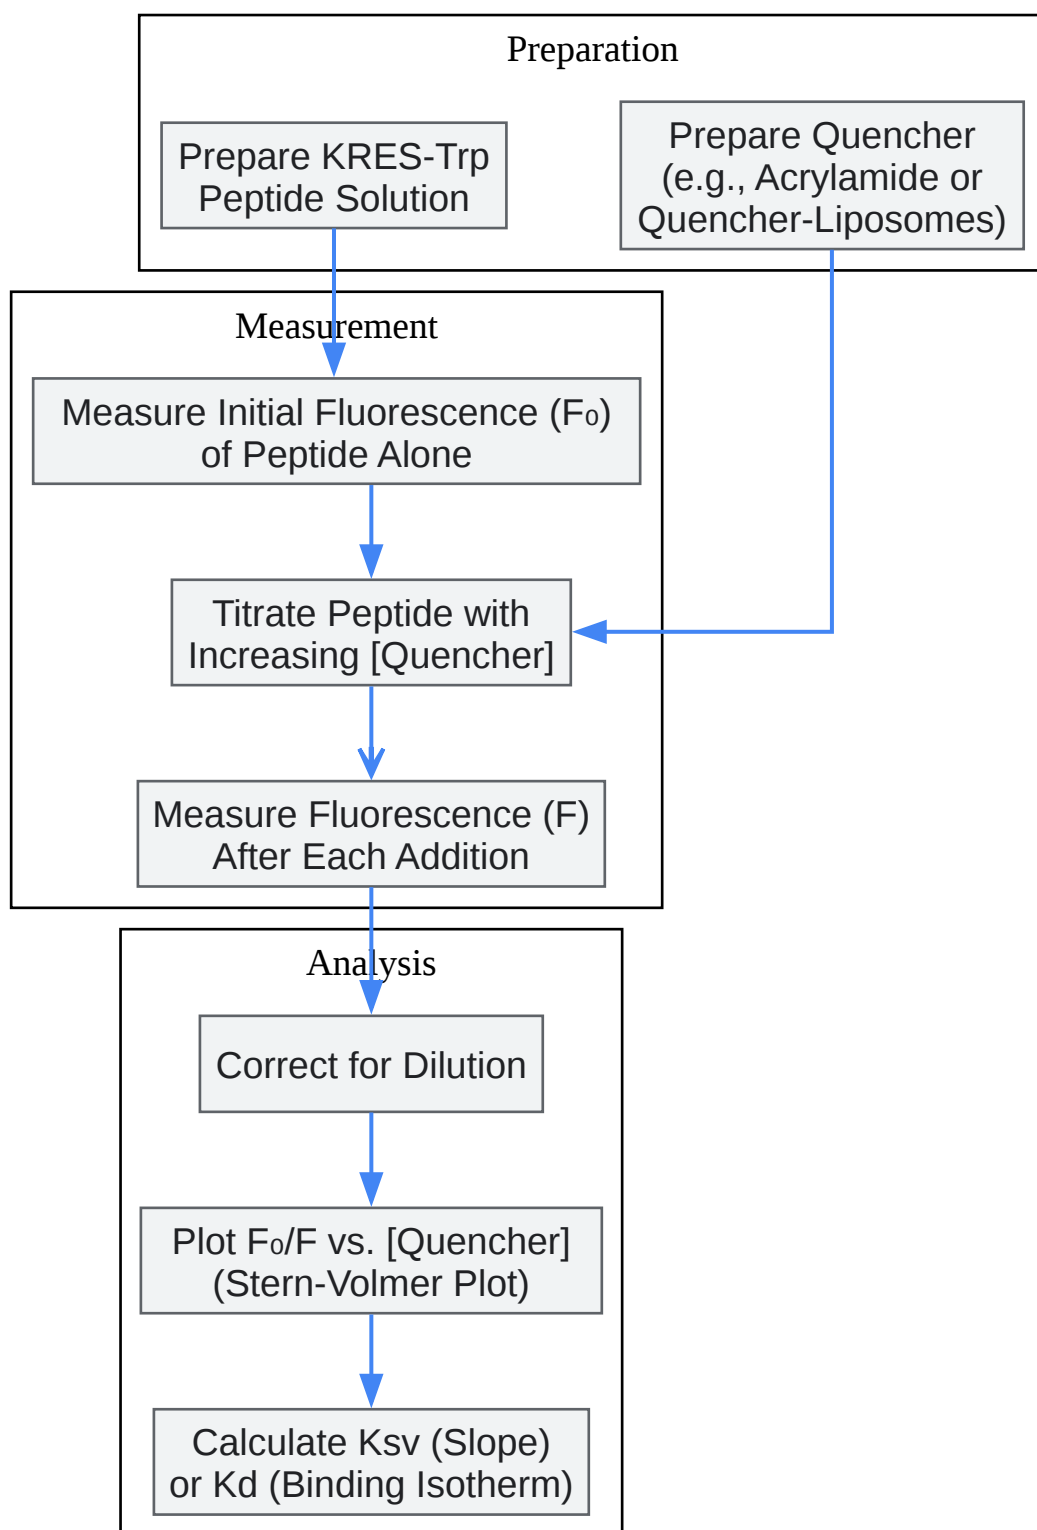 Preparation
Prepare KRES-Trp
Peptide Solution
Prepare Quencher
(e.g., Acrylamide or
Quencher-Liposomes)
Measurement
Measure Initial Fluorescence (F₀)
of Peptide Alone
Titrate Peptide with
Increasing [Quencher]
Measure Fluorescence (F)
After Each Addition
Analysis
Correct for Dilution
Plot F₀/F vs. [Quencher]
(Stern-Volmer Plot)
Calculate Ksv (Slope)
or Kd (Binding Isotherm)